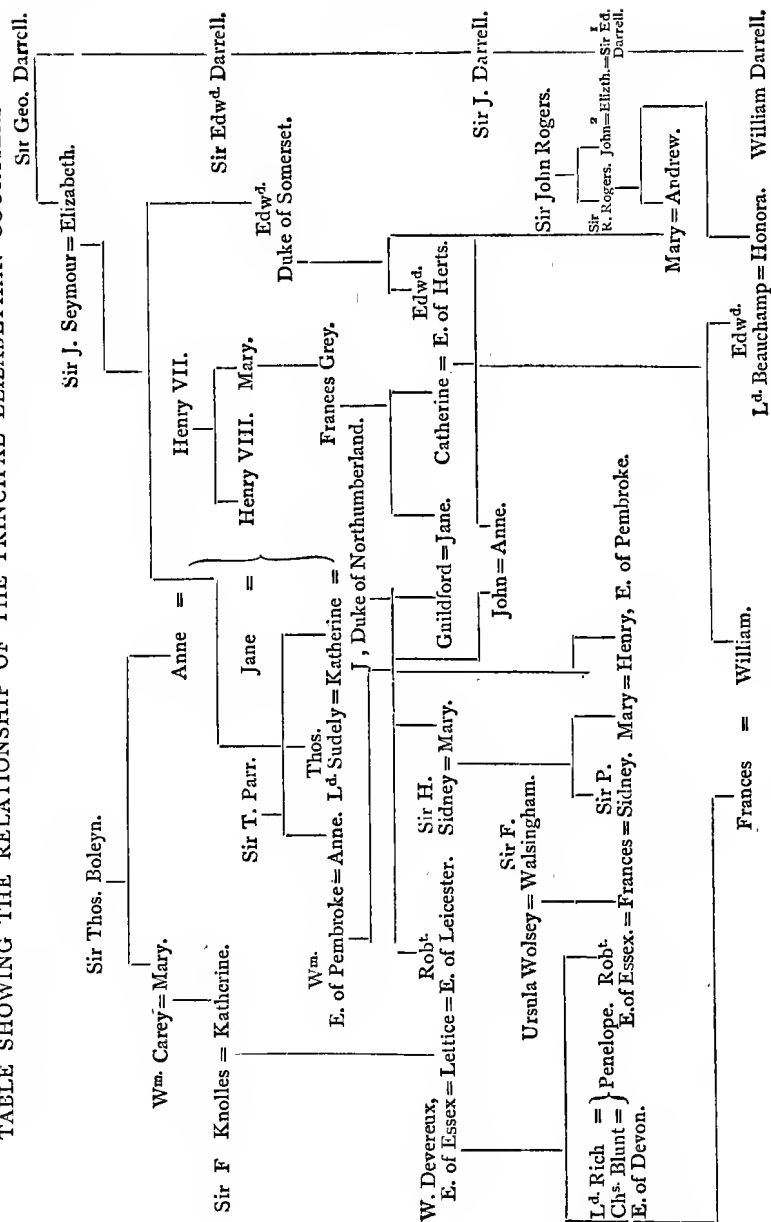 TABLE SHOWING THE RELATIONSHIP OF THE PRINCIPAL ELIZABETHAN
Sir Geo. Darrell.
Sir J. Seymour = Elizabeth.
Sir Thos. Boleyn.
Henry VII.
Wm. Carey = Mary.
Anne =
Henry VIII. Mary.
Edwd.
Duke of Somerset.
Sir Edwd. Darrell.
Sir F Knolles = Katherine.
Jane =
Sir T. Parr.
Frances Grey.
Thos.
Wm.
E. of Pembroke = Anne. Ld. Sudely = Katherine =
J , Duke of Northumberland.
Robt.
Sir H.
Edwd.
W. Devereux,
E. of Essex = Lettice = E. of Leicester. Sidney = Mary.
Guildford = Jane.
Catherine = E. of Herts.
Sir J. Darrell.
John = Anne.
Sir John Rogers.
Sir F.
Ursula Wolsey = Walsingham.
Sir
R. Rogers. John = Elizth. = Sir Ed.
2 1
Darrell.
Ld. Rich =
Chs. Blunt = } Penelope. Robt.
E. of Devon.
E. of Essex. = Frances = Sidney.
Sir P.
Mary = Henry, E. of Pembroke.
Mary = Andrew.
Frances = William.
Edwd.
Ld. Beauchamp = Honora.
William Darrell.